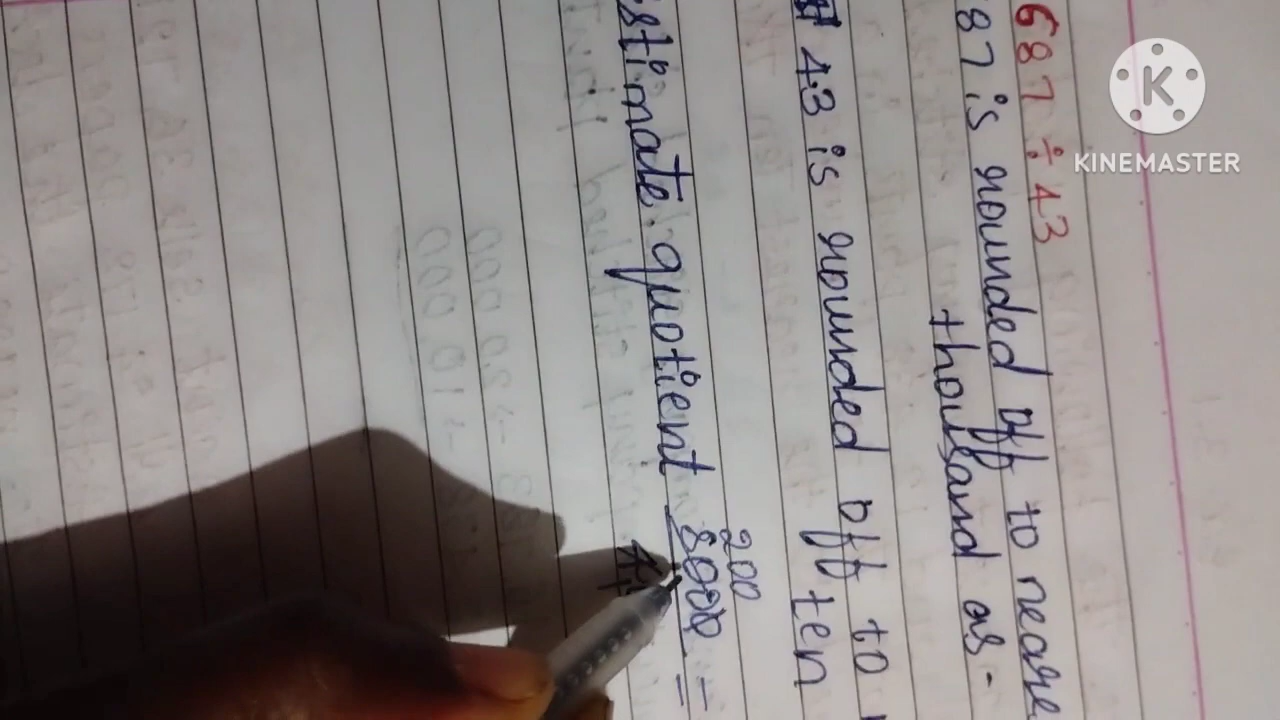 687 ÷ 43
87 is rounded off to neare
thousand as -
43 is rounded off to
ten
stimate quotient 8000 =
200
KINEMASTER